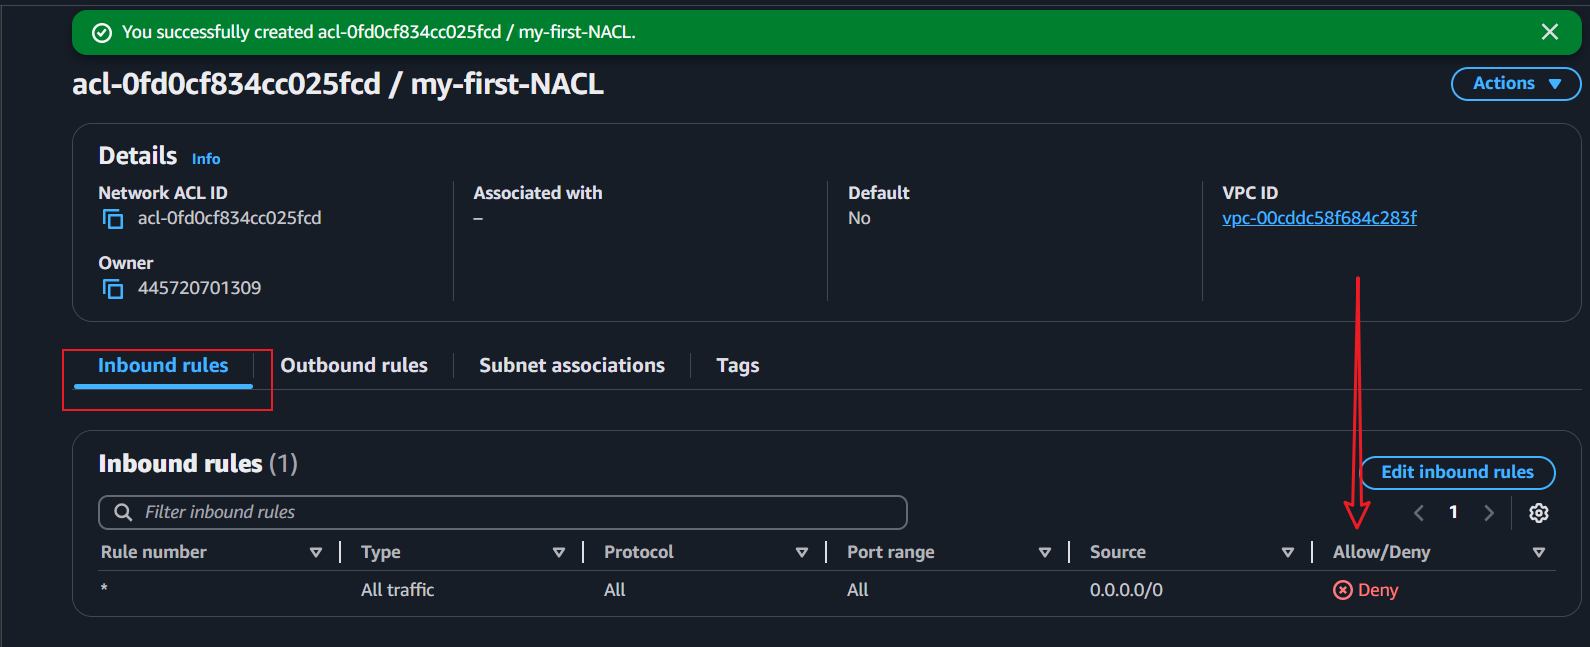 You successfully created acl-0fd0cf834cc025fcd / my-first-NACL.
acl-0fd0cf834cc025fcd / my-first-NACL
Actions
Details Info
Network ACL ID
acl-0fd0cf834cc025fcd
Associated with
–
Default
No
VPC ID
vpc-00cddc58f684c283f
Owner
445720701309
Inbound rules Outbound rules Subnet associations Tags
Inbound rules (1)
Edit inbound rules
Filter inbound rules
1
Rule number Type Protocol Port range Source Allow/Deny
* All traffic All All 0.0.0.0/0 Deny